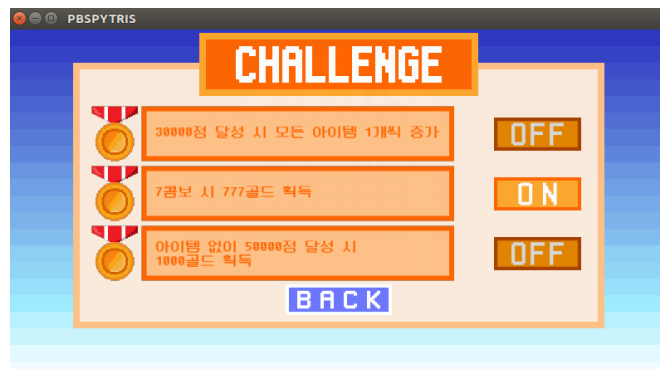 PBSPYTRIS
CHALLENGE
30000점 달성 시 모든 아이템 1개씩 증가
OFF
7콤보 시 777골드 획득
ON
아이템 없이 50000점 달성 시
1000골드 획득
OFF
BACK